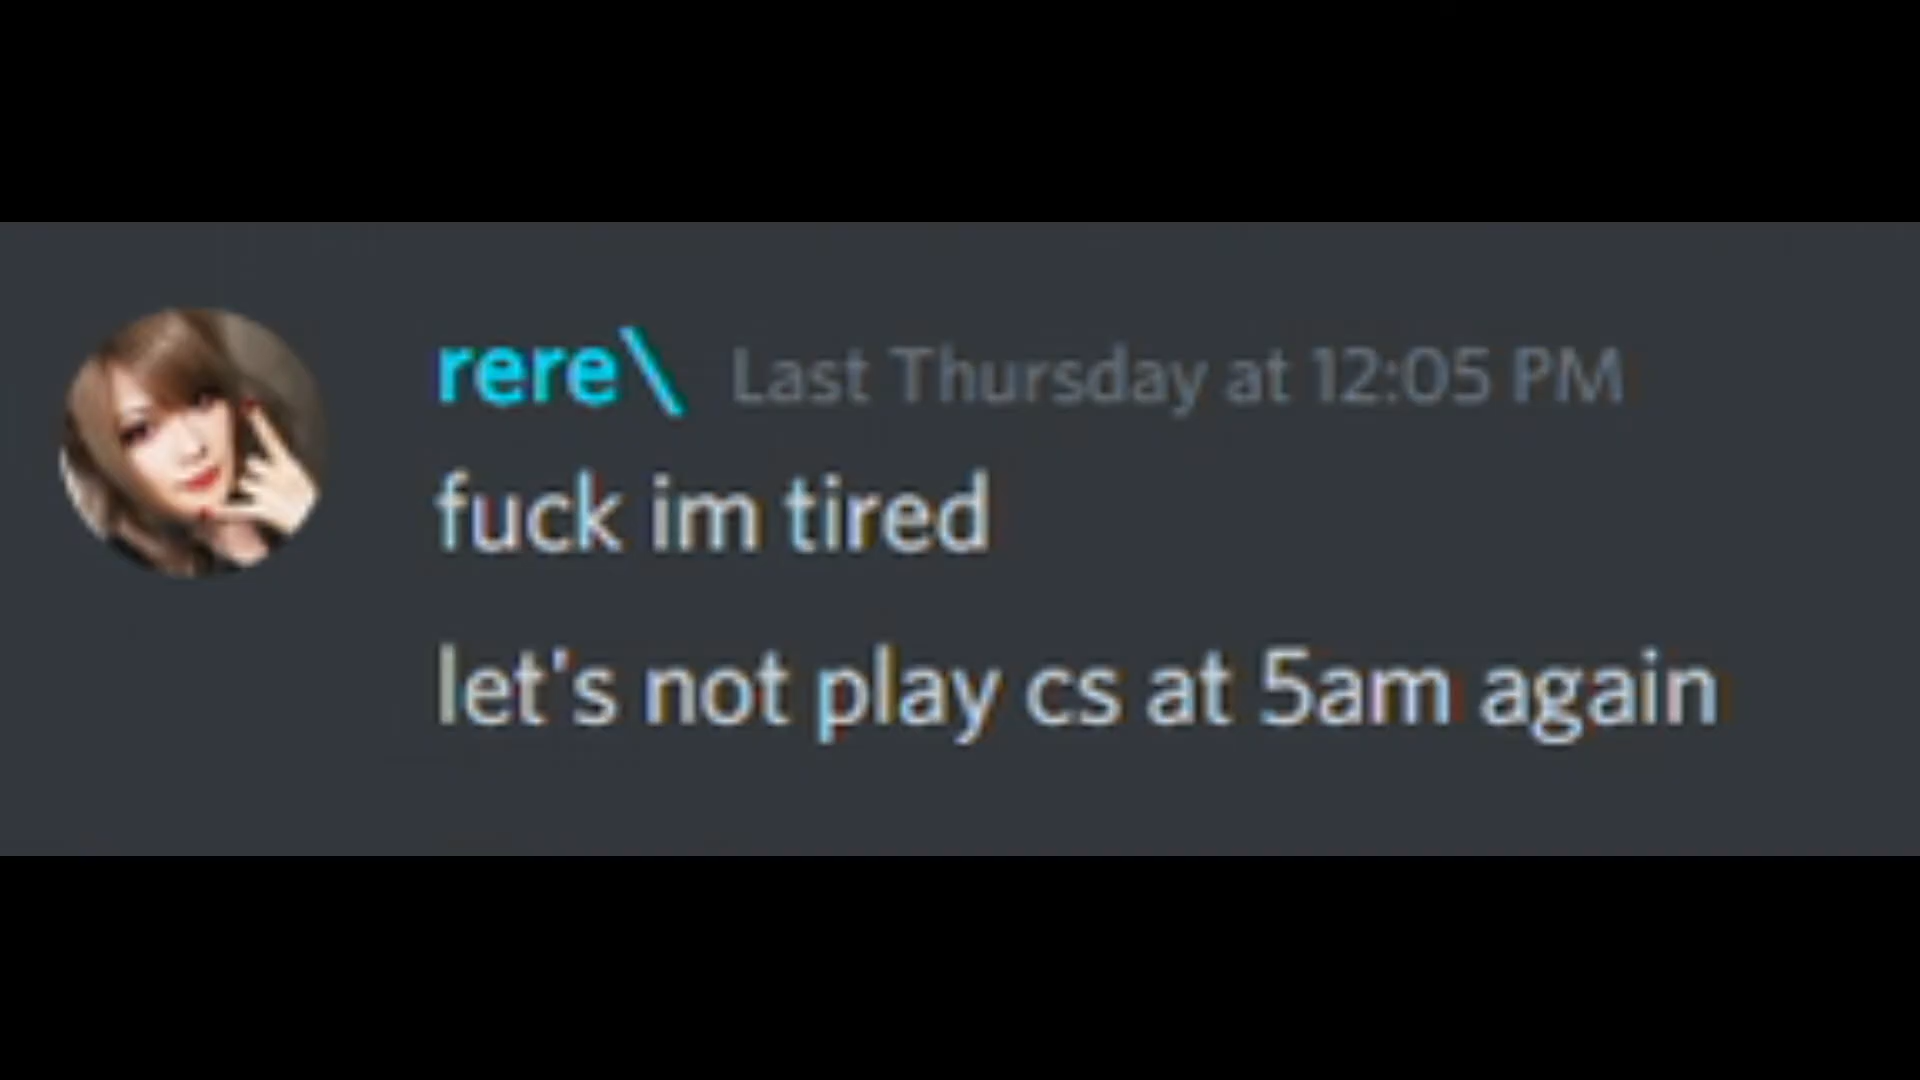 rere\ Last Thursday at 12:05 PM
fuck im tired
let's not play cs at 5am again